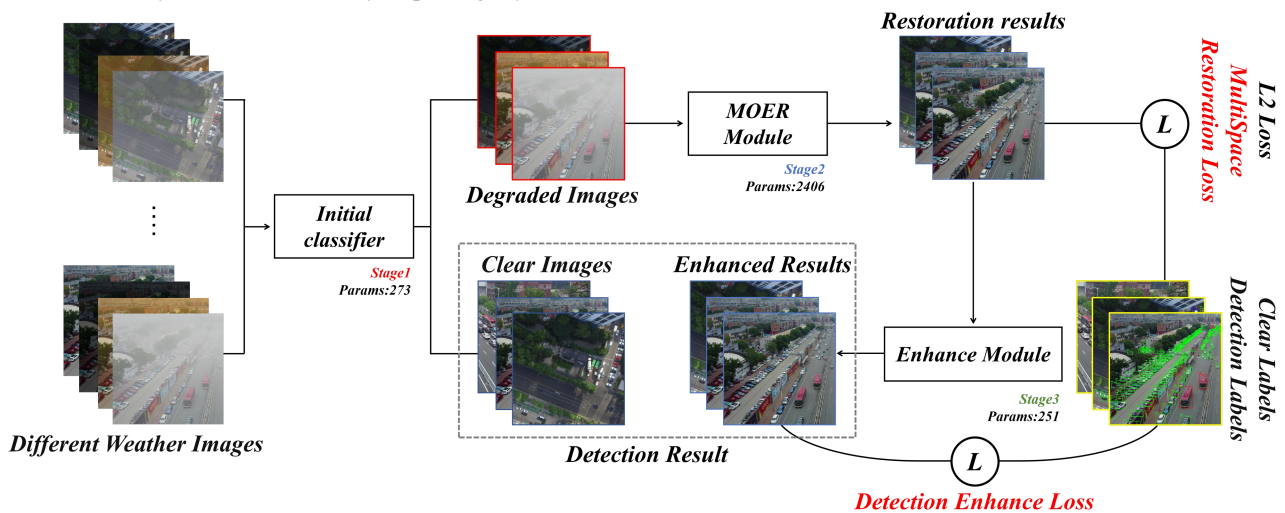 Restoration results
MOER
Module
Stage2
Params:2406
Degraded Images
L
L2 Loss
MultiSpace
Restoration Loss
Initial
classifier
Stage1
Params:273
Clear Images
Enhanced Results
Enhance Module
Stage3
Params:251
Clear Labels
Detection Labels
Different Weather Images
Detection Result
L
Detection Enhance Loss